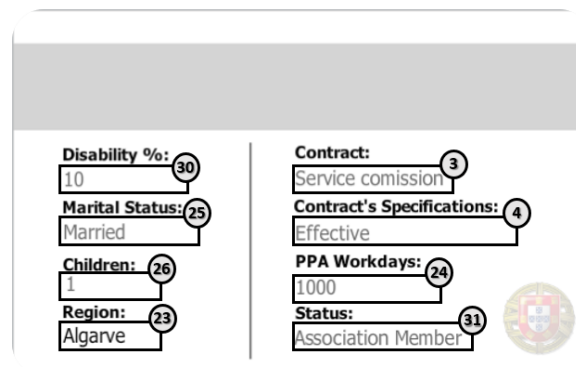 Disability %:
30
10
Marital Status:
25
Married
Children:
26
1
Region:
23
Algarve
Contract:
3
Service comission
Contract's Specifications:
4
Effective
PPA Workdays:
24
1000
Status:
31
Association Member